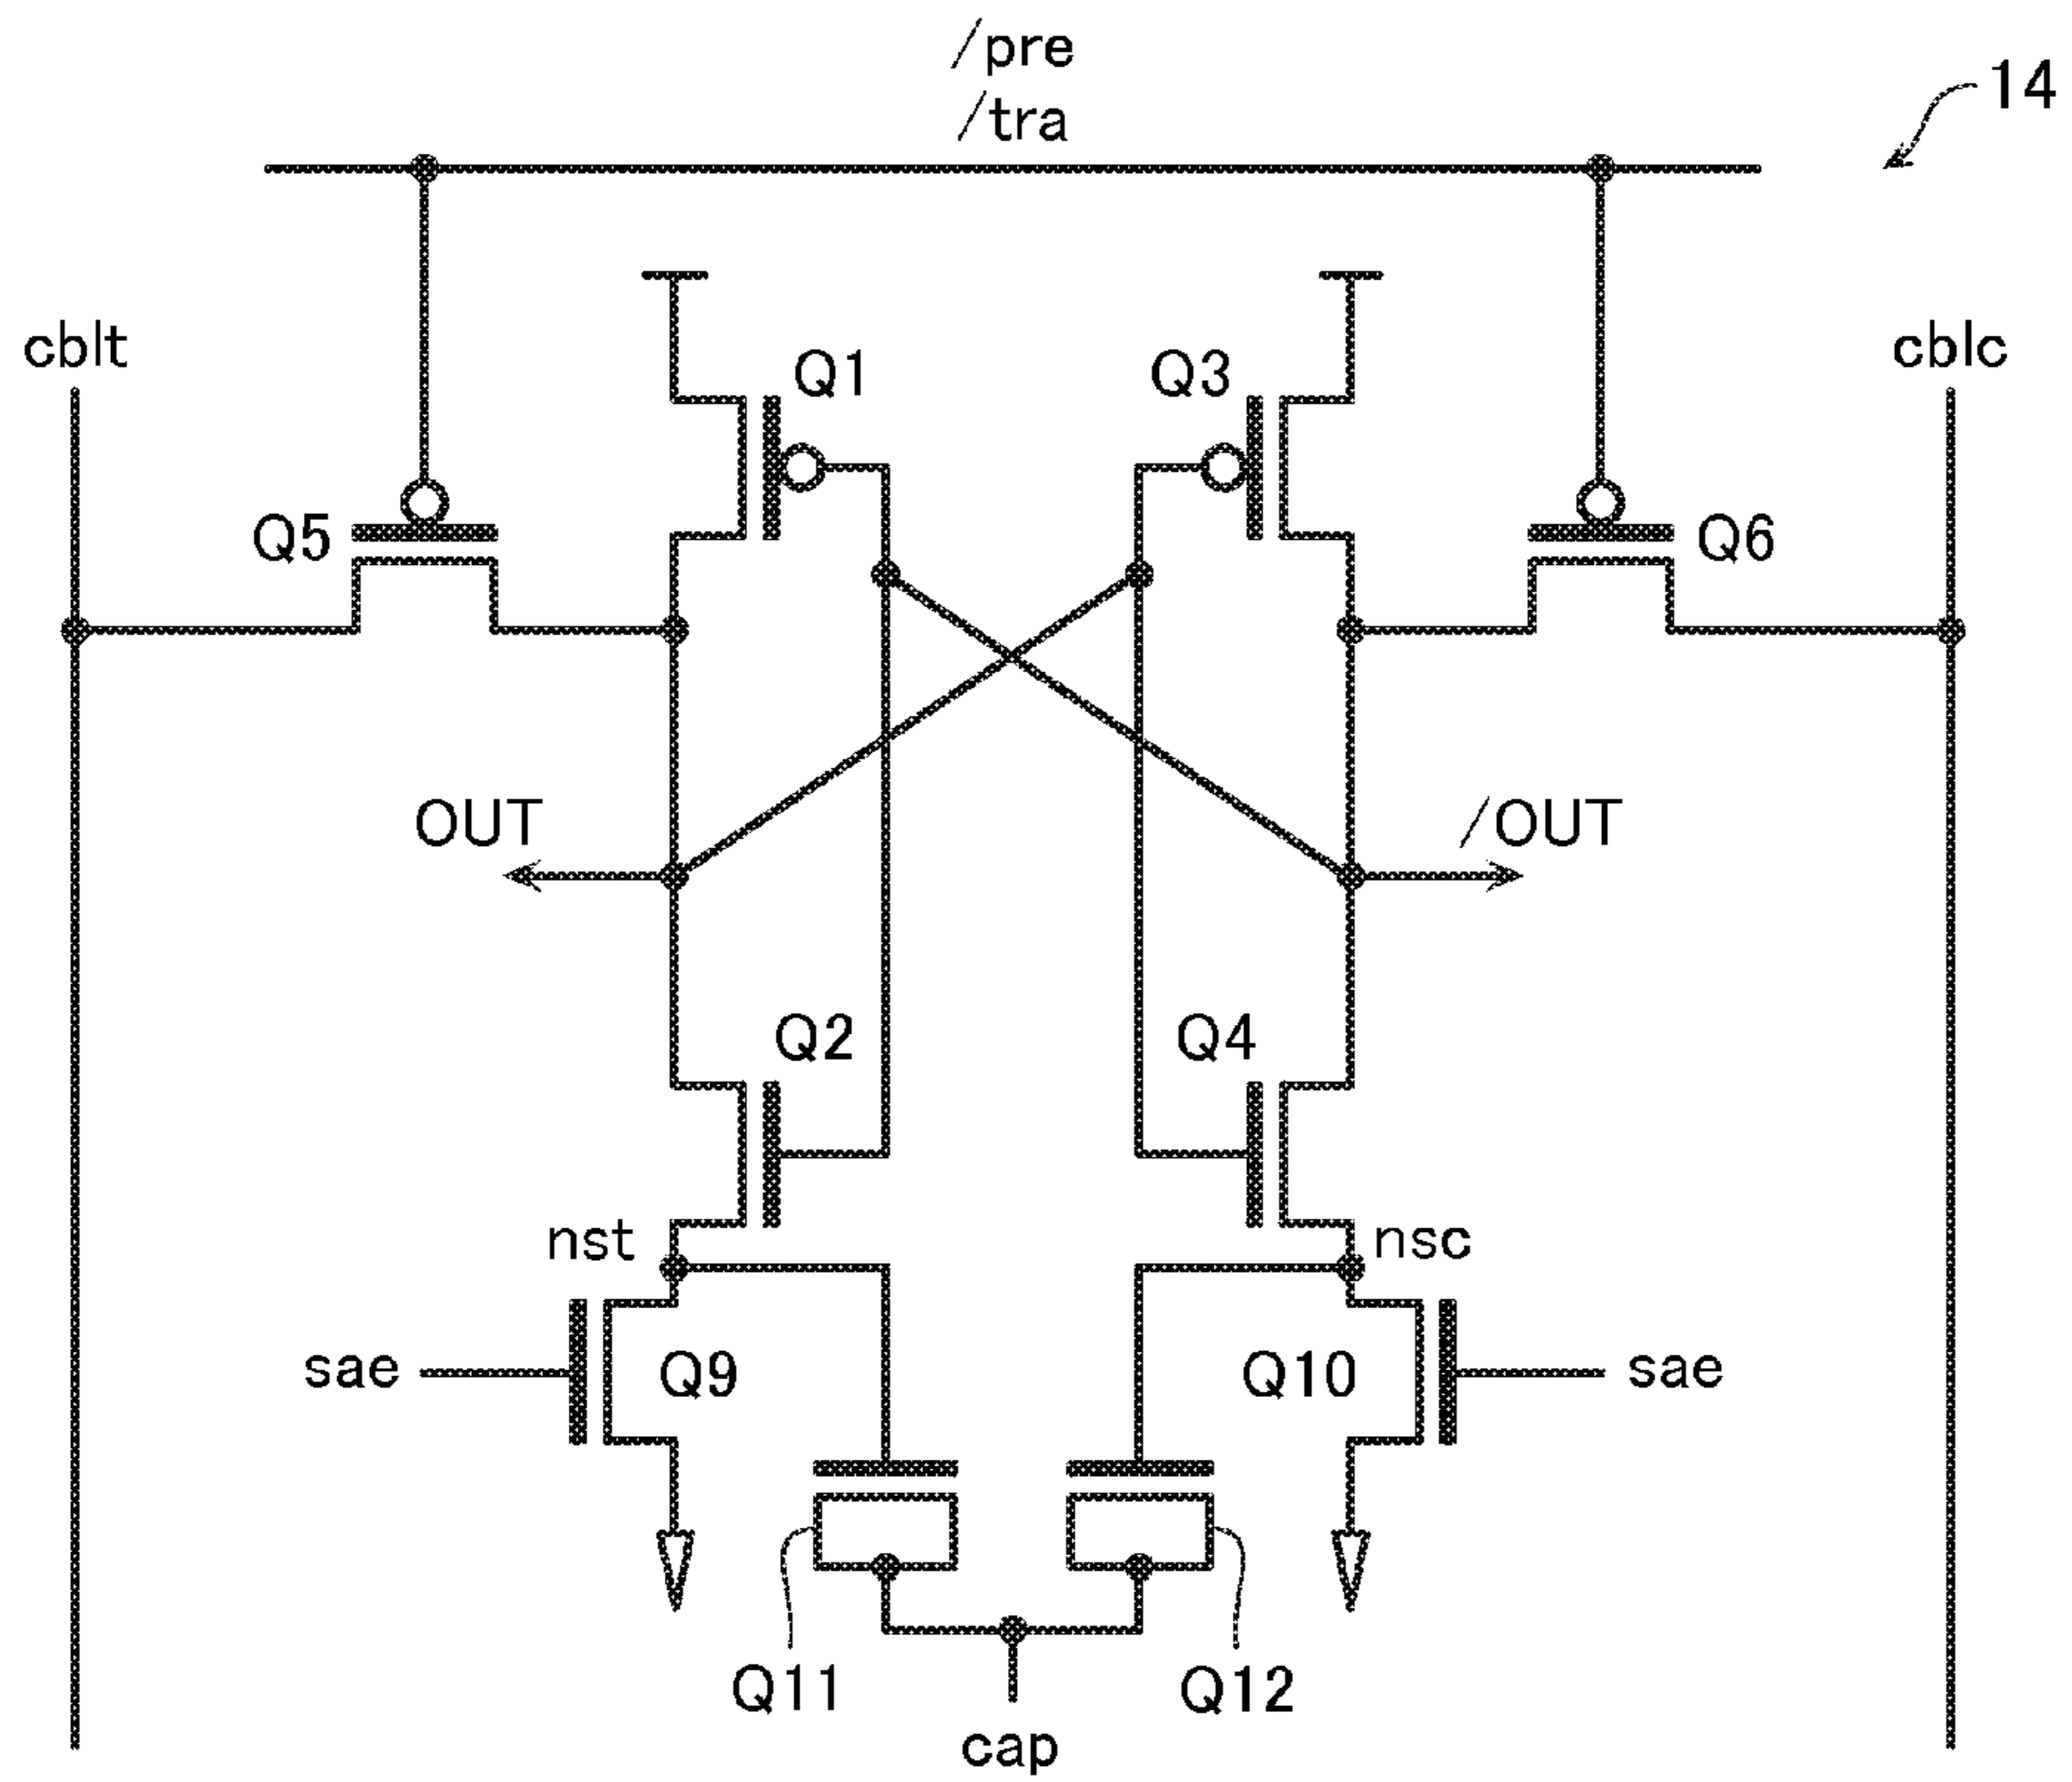 /pre
/tra
14
cblt
Q1
Q3
cblc
Q5
Q6
OUT
/OUT
Q2
Q4
nst
nsc
sae
Q9
Q10
sae
Q11
Q12
cap